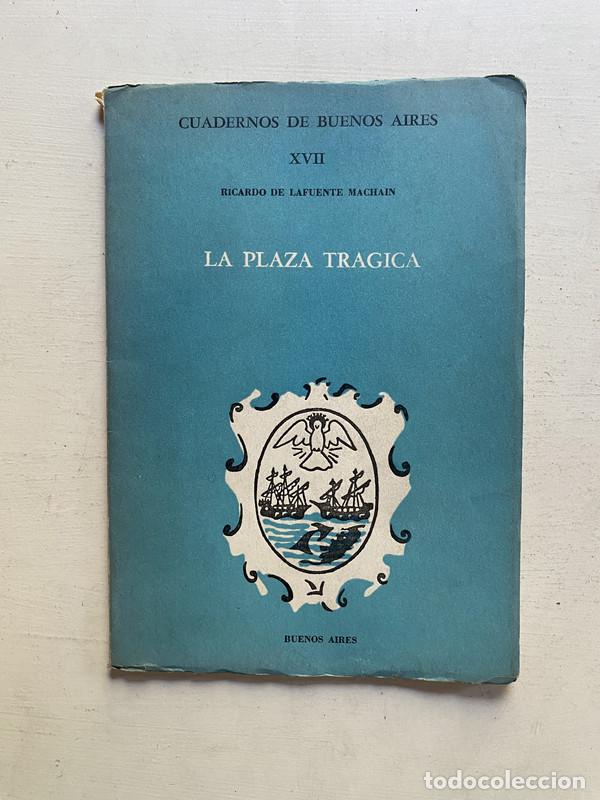 CUADERNOS DE BUENOS AIRES
XVII
RICARDO DE LAFUENTE MACHAIN
LA PLAZA TRAGICA
BUENOS AIRES
todocoleccion